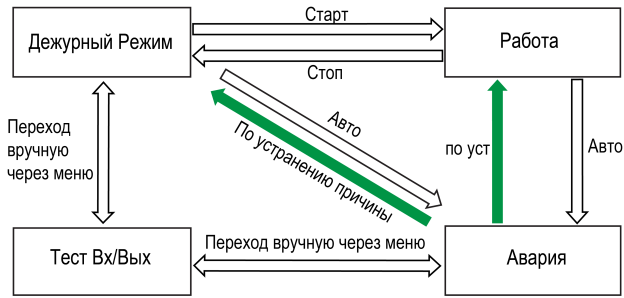 Старт
Дежурный Режим
Работа
Стоп
Переход
вручную
через меню
Авто
По устранению причины
по уст
Авто
Тест Вх/Вых
Переход вручную через меню
Авария